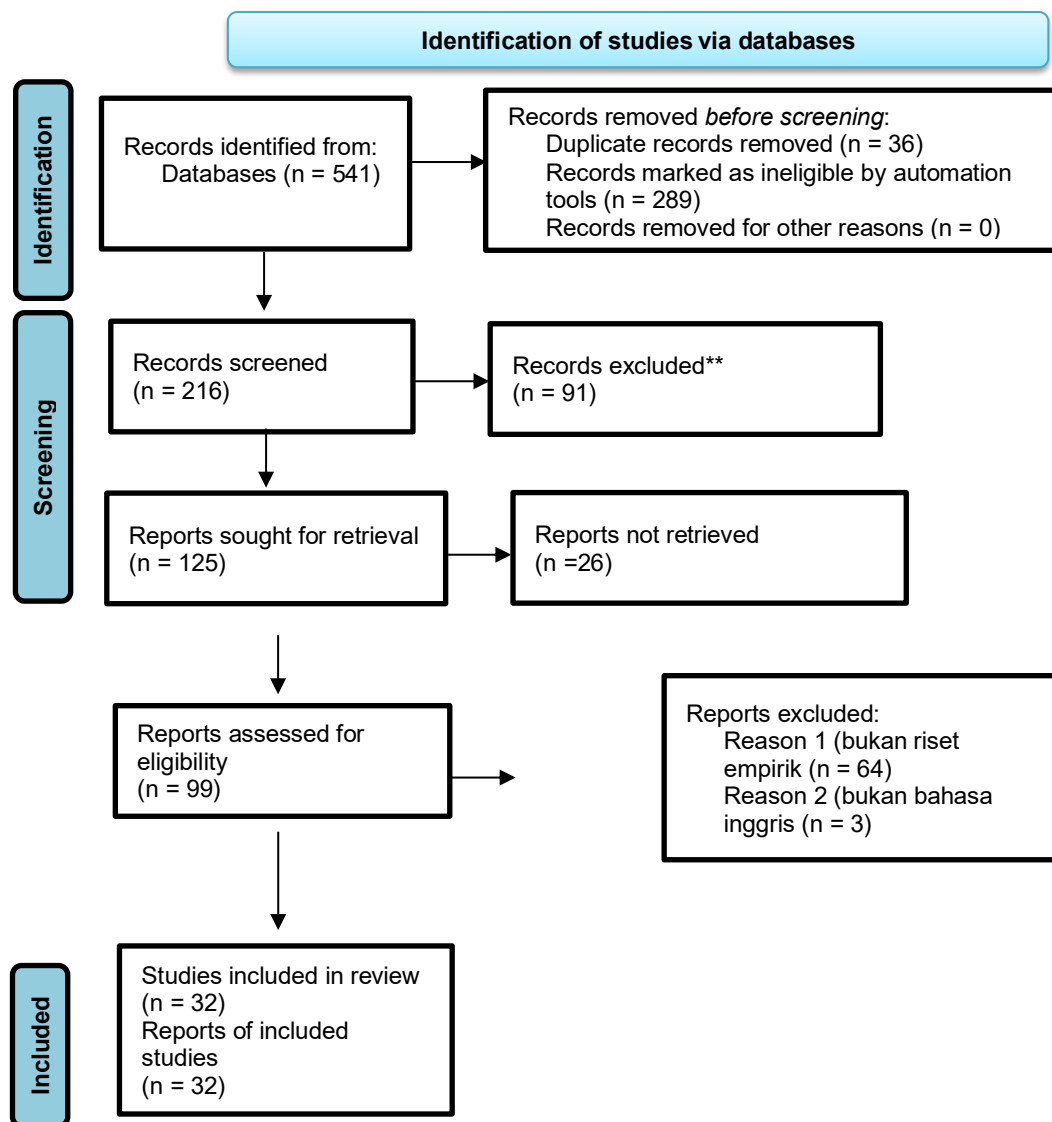 Identification of studies via databases
Identification
Records identified from:
Databases (n = 541)
Records removed before screening:
Duplicate records removed (n = 36)
Records marked as ineligible by automation
tools (n = 289)
Records removed for other reasons (n = 0)
Screening
Records screened
(n = 216)
Records excluded**
(n = 91)
Reports sought for retrieval
(n = 125)
Reports not retrieved
(n =26)
Reports assessed for
eligibility
(n = 99)
Reports excluded:
Reason 1 (bukan riset
empirik (n = 64)
Reason 2 (bukan bahasa
inggris (n = 3)
Included
Studies included in review
(n = 32)
Reports of included
studies
(n = 32)